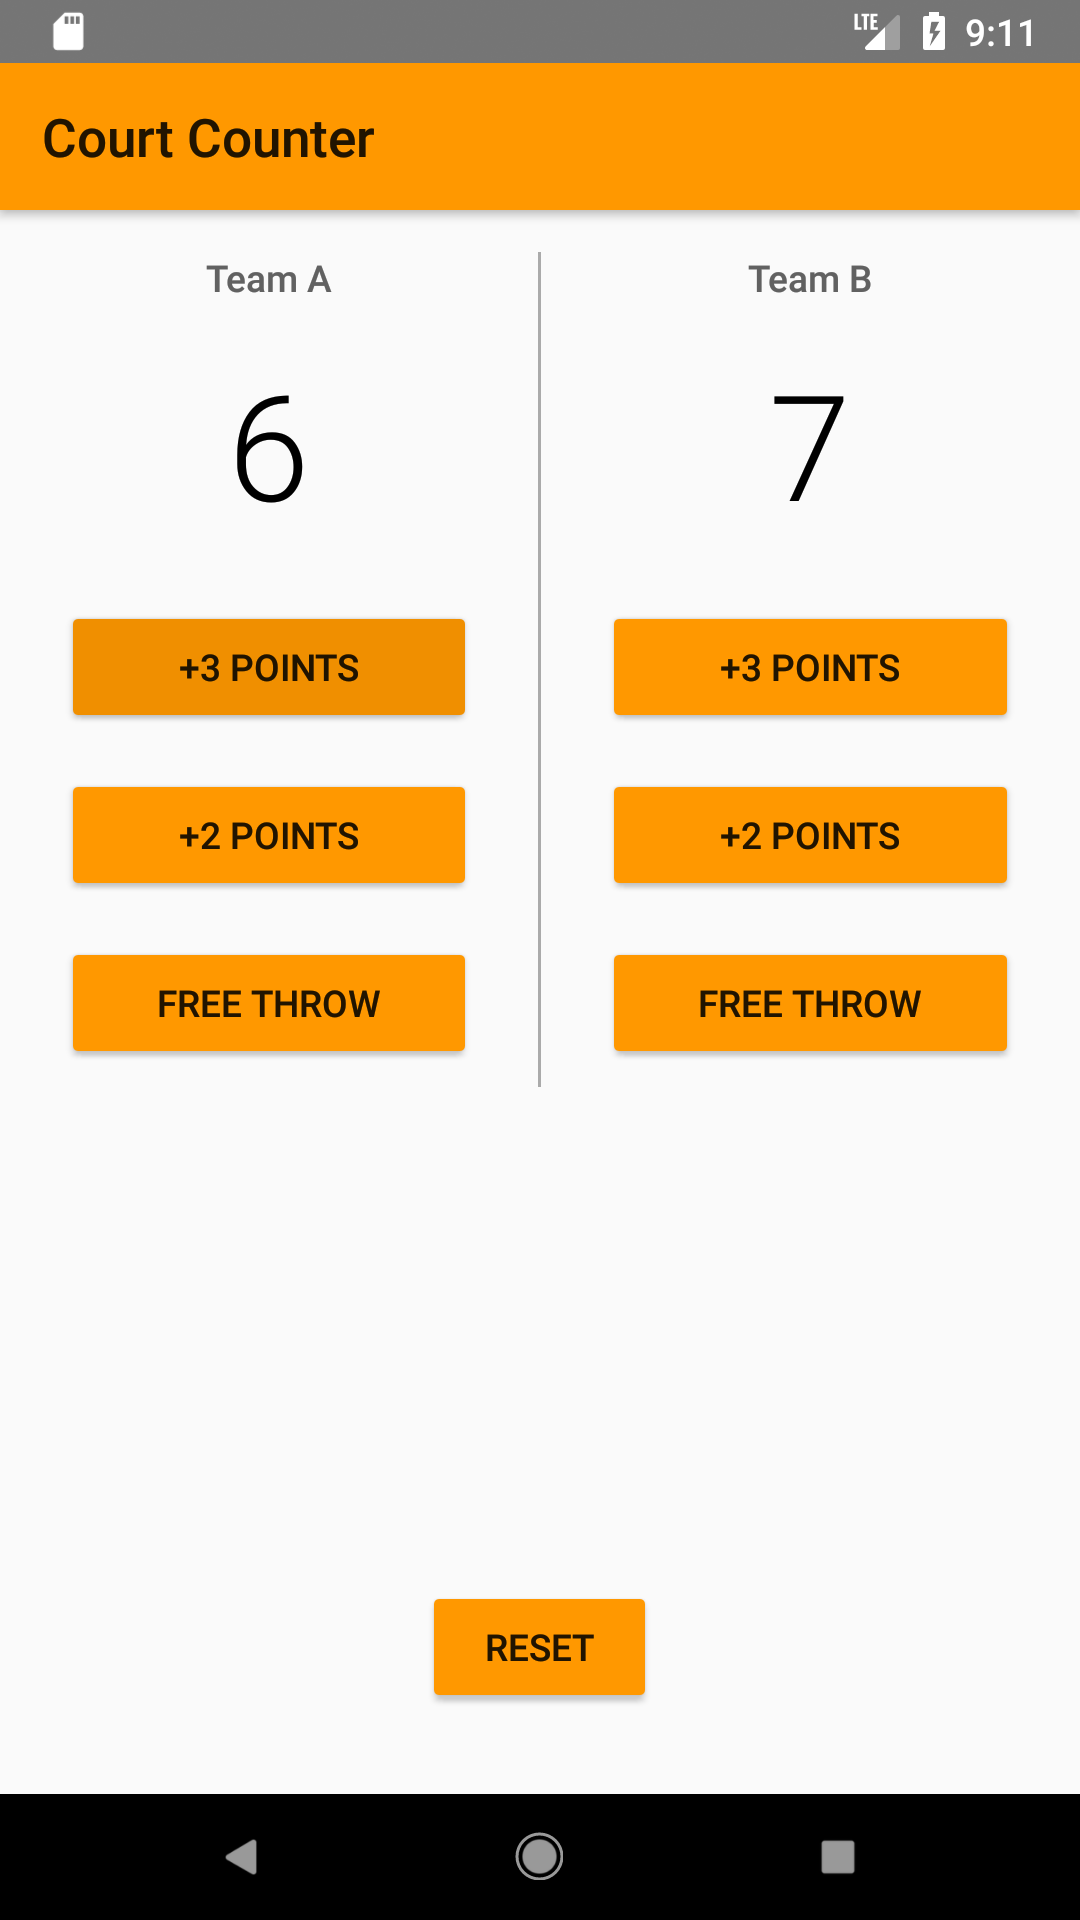 LTE 9:11
Court Counter
Team A
Team B
6
7
+3 POINTS
+3 POINTS
+2 POINTS
+2 POINTS
FREE THROW
FREE THROW
RESET